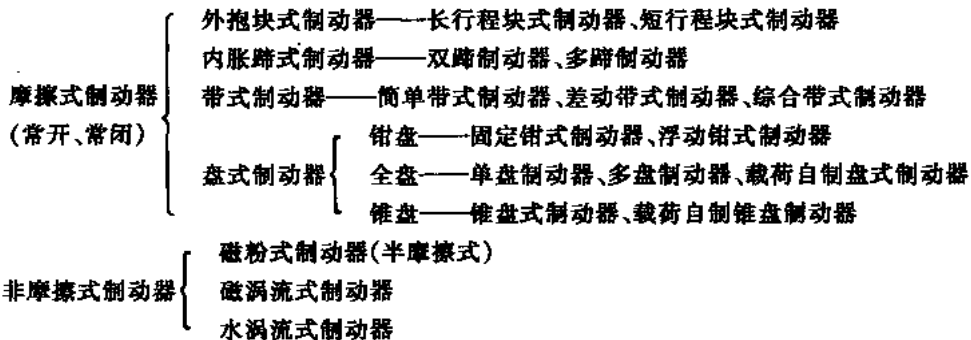 外抱块式制动器——长行程块式制动器、短行程块式制动器
内胀蹄式制动器——双蹄制动器、多蹄制动器
摩擦式制动器
带式制动器——简单带式制动器、差动带式制动器、综合带式制动器
(常开、常闭)
钳盘——固定钳式制动器、浮动钳式制动器
盘式制动器
全盘——单盘制动器、多盘制动器、载荷自制盘式制动器
锥盘——锥盘式制动器、载荷自制锥盘制动器
磁粉式制动器(半摩擦式)
非摩擦式制动器
磁涡流式制动器
水涡流式制动器